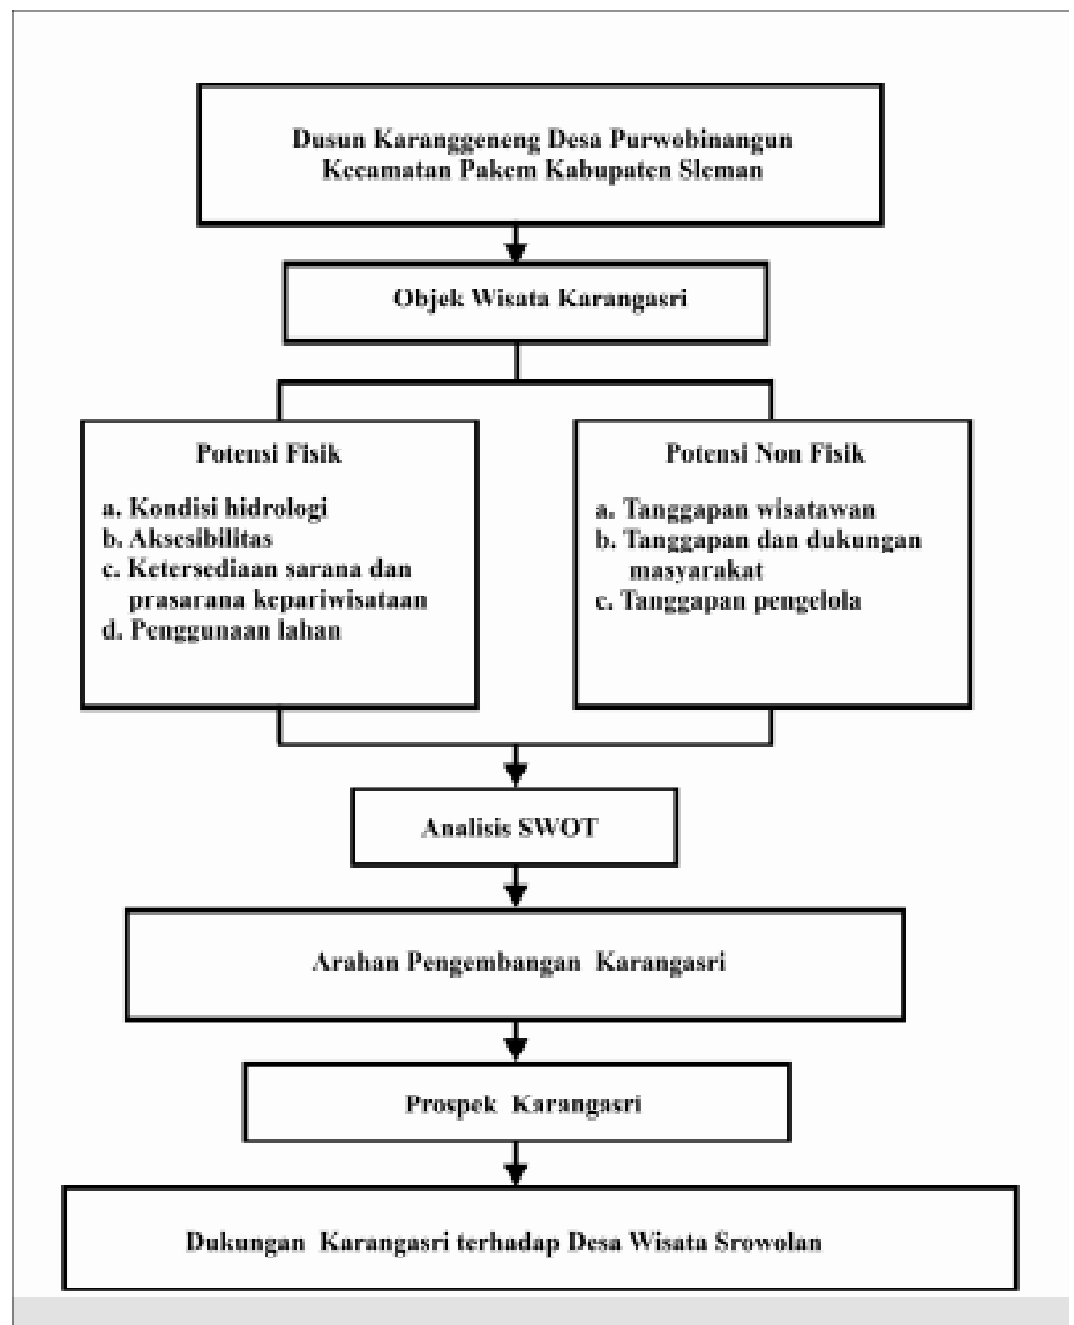 Dusun Karanggeneng Desa Purwobinangun
Kecamatan Pakem Kabupaten Sleman
Objek Wisata Karangasri
Potensi Fisik
a. Kondisi hidrologi
b. Aksesibilitas
c. Ketersediaan sarana dan
prasarana kepariwisataan
d. Penggunaan lahan
Potensi Non Fisik
a. Tanggapan wisatawan
b. Tanggapan dan dukungan
masyarakat
c. Tanggapan pengelola
Analisis SWOT
Arahan Pengembangan Karangasri
Prospek Karangasri
Dukungan Karangasri terhadap Desa Wisata Srowolan